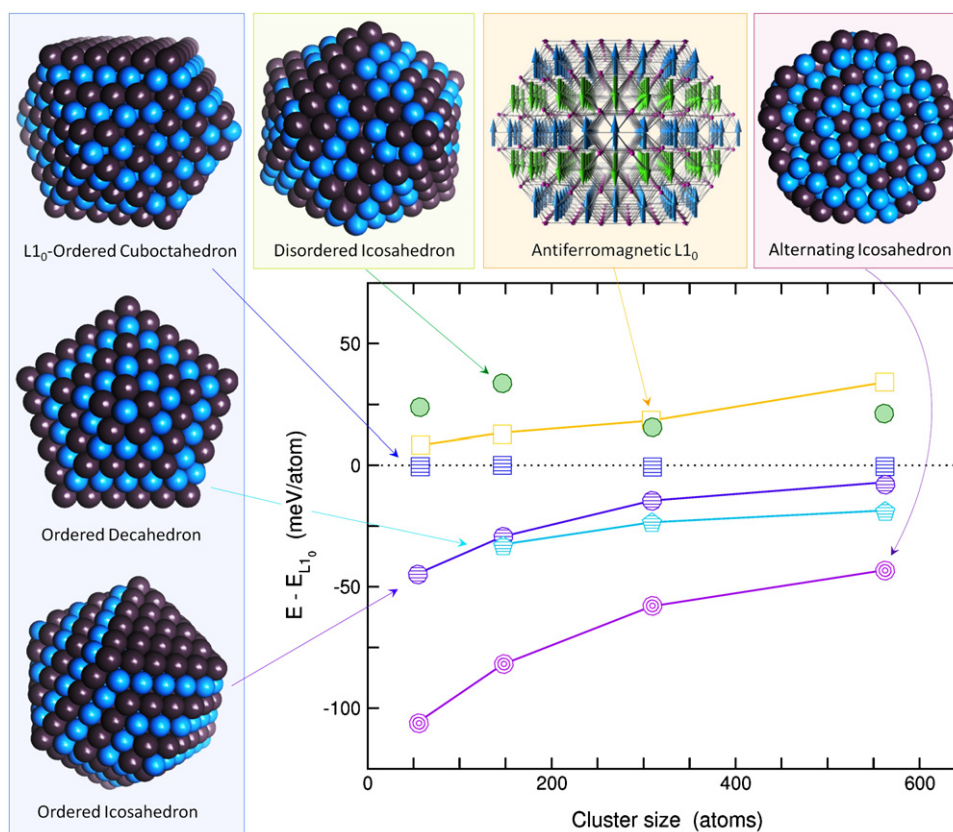 L1₀-Ordered Cuboctahedron
Disordered Icosahedron
Antiferromagnetic L1₀
Alternating Icosahedron
Ordered Decahedron
Ordered Icosahedron
E - E_L1₀ (meV/atom)
50
0
-50
-100
0
200
400
600
Cluster size (atoms)